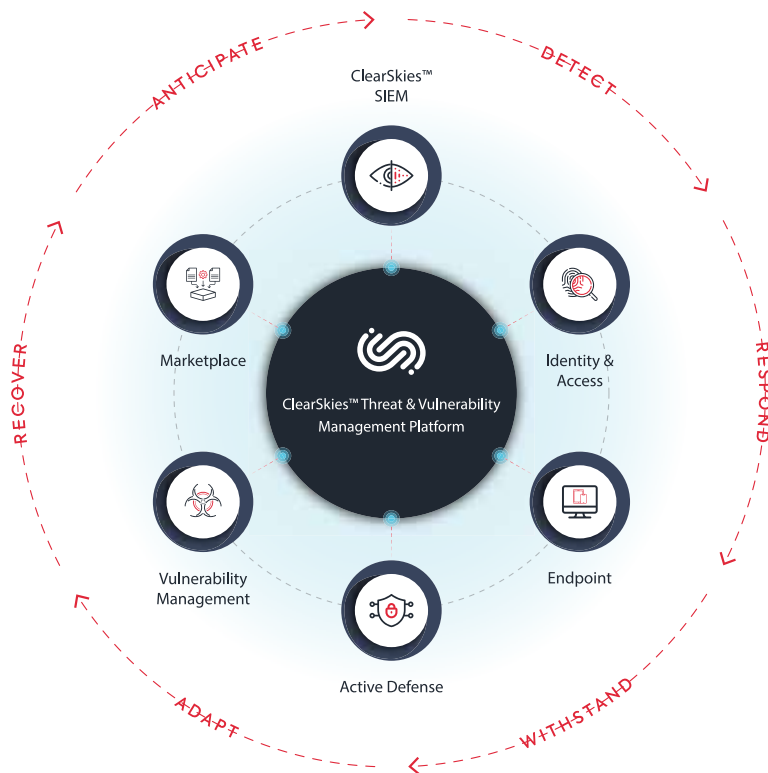 ANTICIPATE
DETECT
ClearSkies™
SIEM
Marketplace
Identity &
Access
RECOVER
RESPOND
ClearSkies™ Threat & Vulnerability
Management Platform
Vulnerability
Management
Endpoint
Active Defense
ADAPT
WITHSTAND